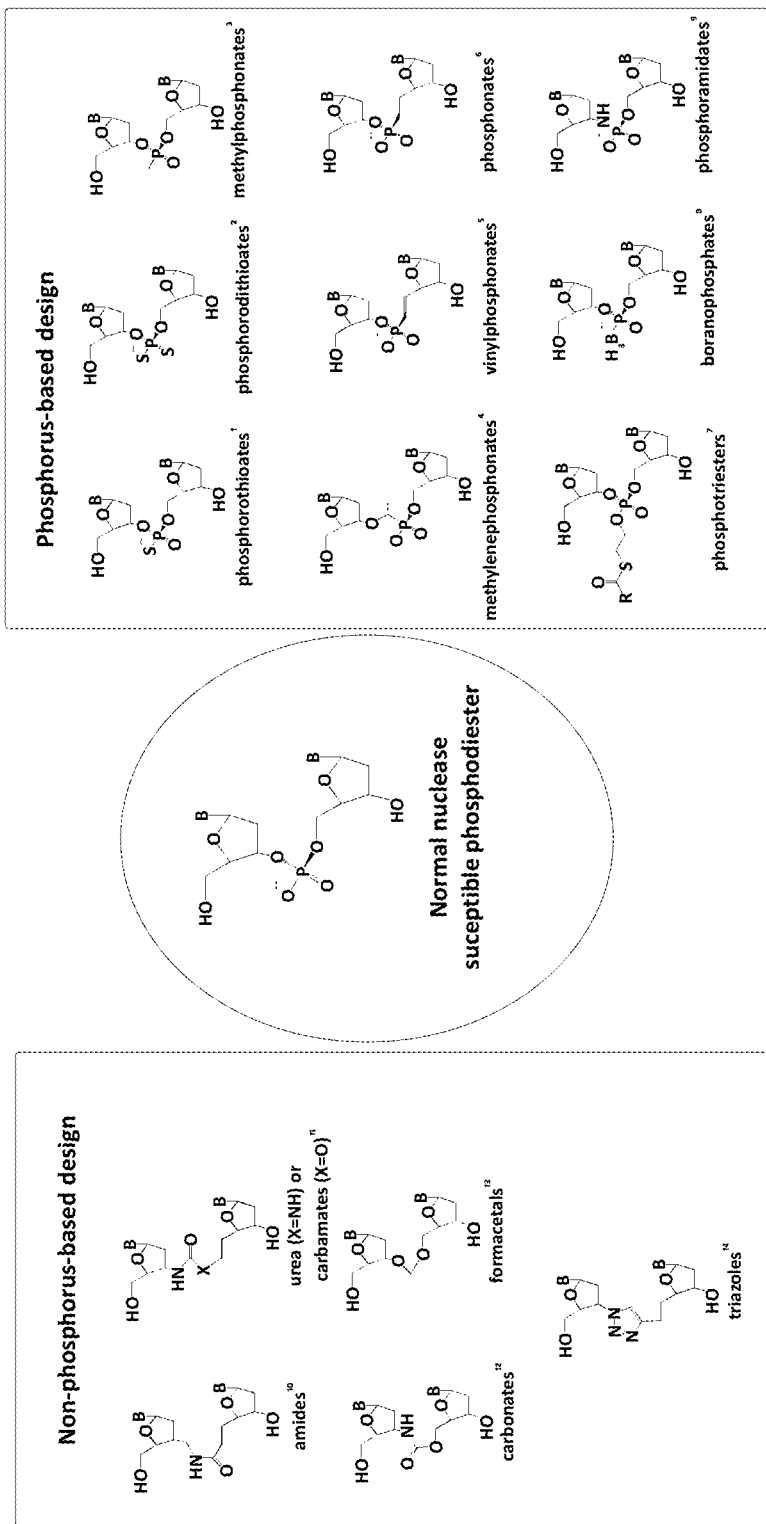 Non-phosphorus-based design
amides¹⁰
urea (X=NH) or
carbamates (X=O)¹¹
carbonates¹²
formacetals¹³
triazoles¹⁴
Normal nuclease
suceptible phosphodiester
Phosphorus-based design
phosphorothioates¹
phosphorodithioates²
methylphosphonates³
methylenephosphonates⁴
vinylphosphonates⁵
phosphonates⁶
phosphotriesters⁷
boranophosphates⁸
phosphoramidates⁹